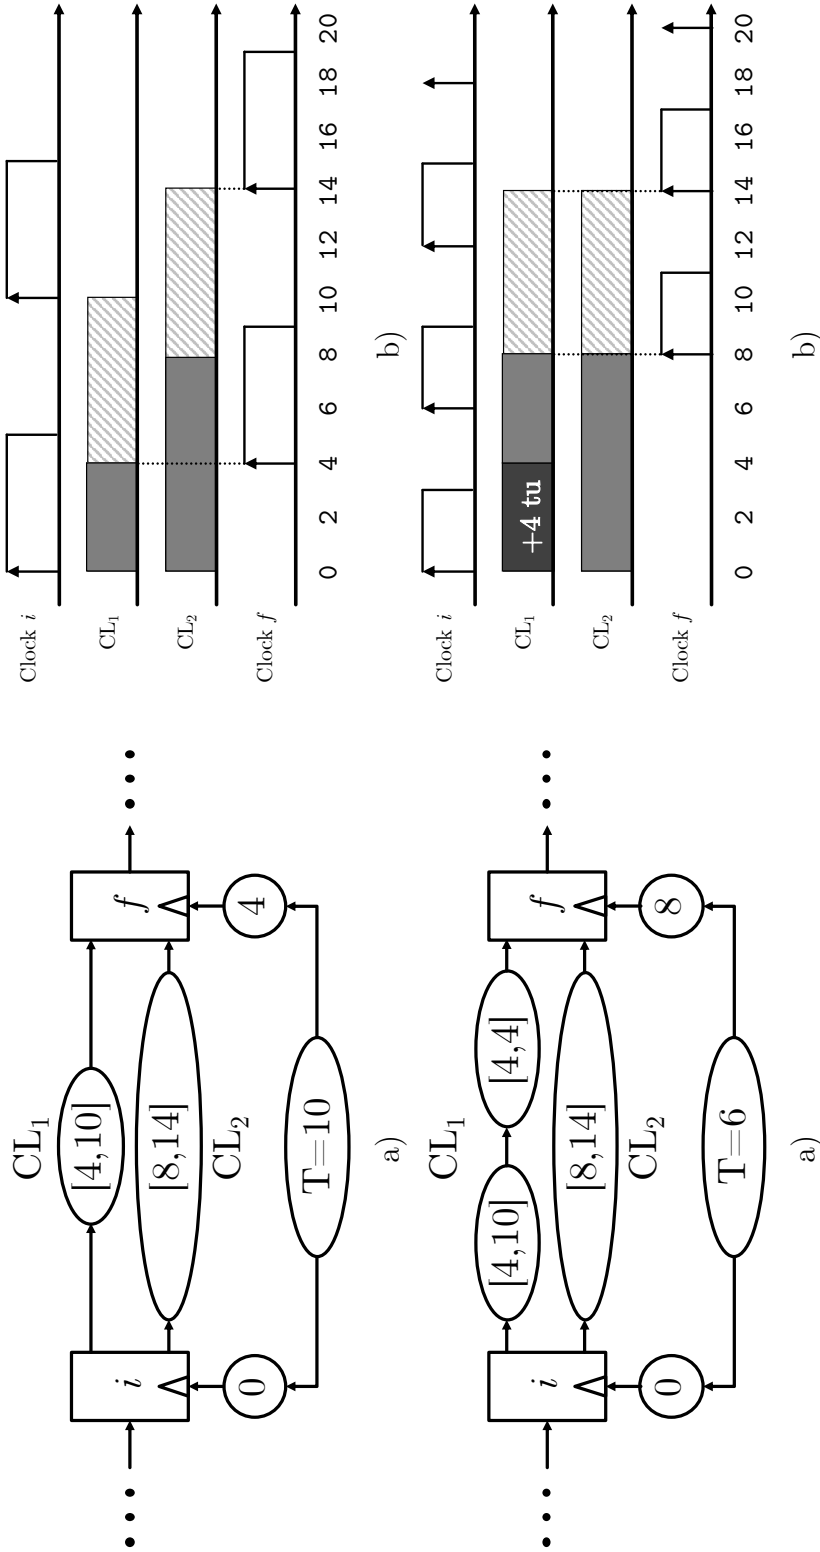 CL₁
[4,10]
i
f
[8,14]
CL₂
0
4
T=10
a)
Clock i
CL₁
CL₂
Clock f
0 2 4 6 8 10 12 14 16 18 20
b)
CL₁
[4,10]
[4,4]
i
f
[8,14]
CL₂
0
8
T=6
a)
Clock i
CL₁
+4 tu
CL₂
Clock f
0 2 4 6 8 10 12 14 16 18 20
b)